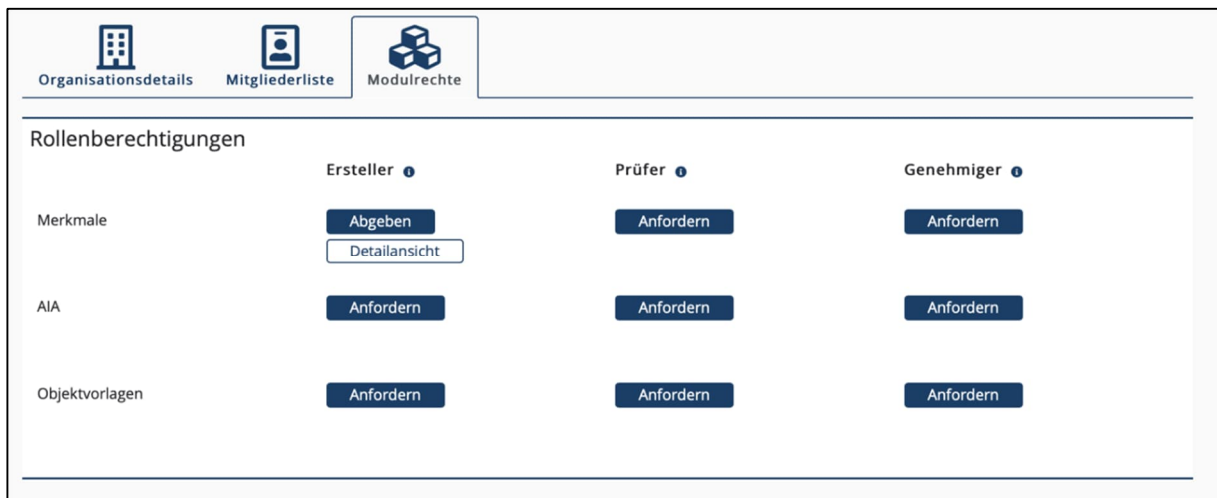 Organisationsdetails Mitgliederliste Modulrechte
Rollenberechtigungen
Ersteller Prüfer Genehmiger
Merkmale Abgeben Anfordern Anfordern
Detailansicht
AIA Anfordern Anfordern Anfordern
Objektvorlagen Anfordern Anfordern Anfordern